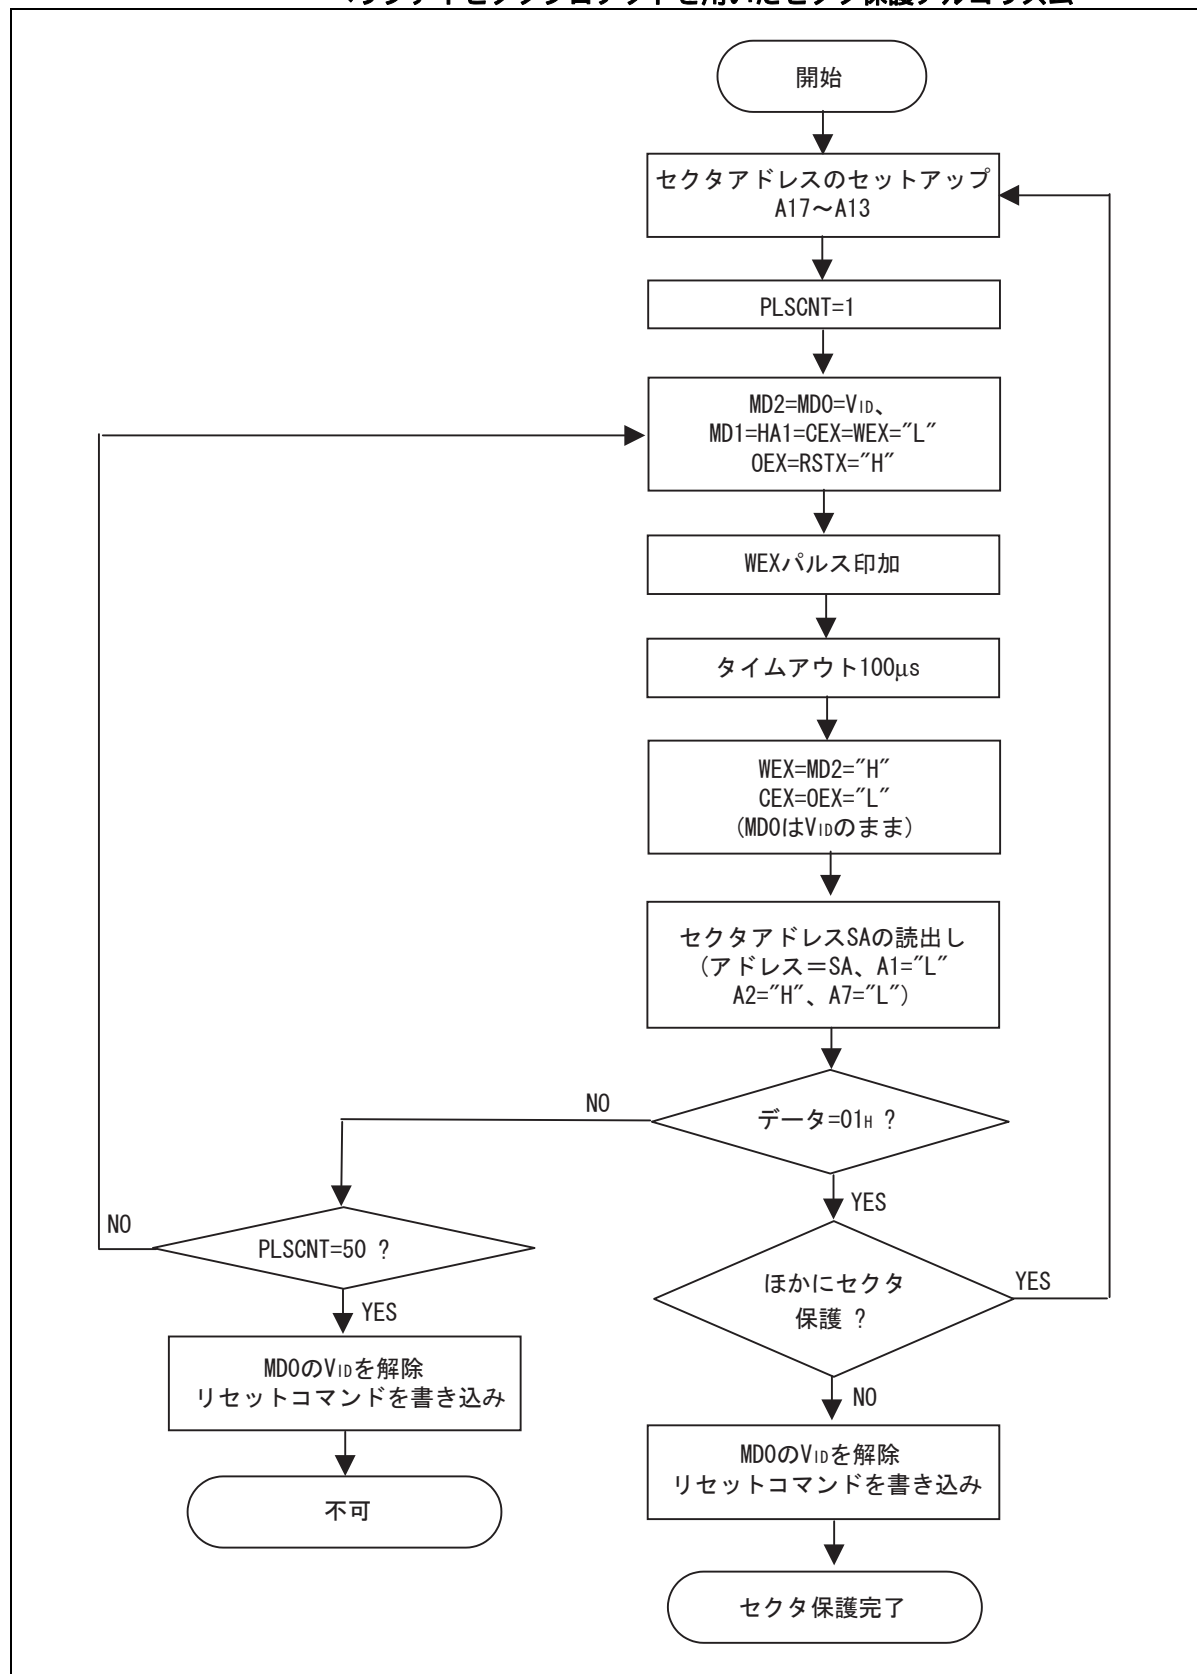 開始
セクタアドレスのセットアップ
A17～A13
PLSCNT=1
MD2=MD0=VID、
MD1=HA1=CEX=WEX="L"
OEX=RSTX="H"
WEXパルス印加
タイムアウト100μs
WEX=MD2="H"
CEX=OEX="L"
(MD0はVIDのまま)
セクタアドレスSAの読出し
(アドレス＝SA、A1="L"
A2="H"、A7="L")
データ=01H ?
NO
YES
PLSCNT=50 ?
NO
YES
ほかにセクタ
保護 ?
YES
NO
MD0のVIDを解除
リセットコマンドを書き込み
不可
MD0のVIDを解除
リセットコマンドを書き込み
セクタ保護完了